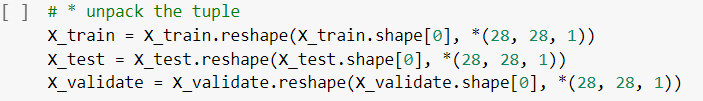 [ ] # * unpack the tuple
X_train = X_train.reshape(X_train.shape[0], *(28, 28, 1))
X_test = X_test.reshape(X_test.shape[0], *(28, 28, 1))
X_validate = X_validate.reshape(X_validate.shape[0], *(28, 28, 1))